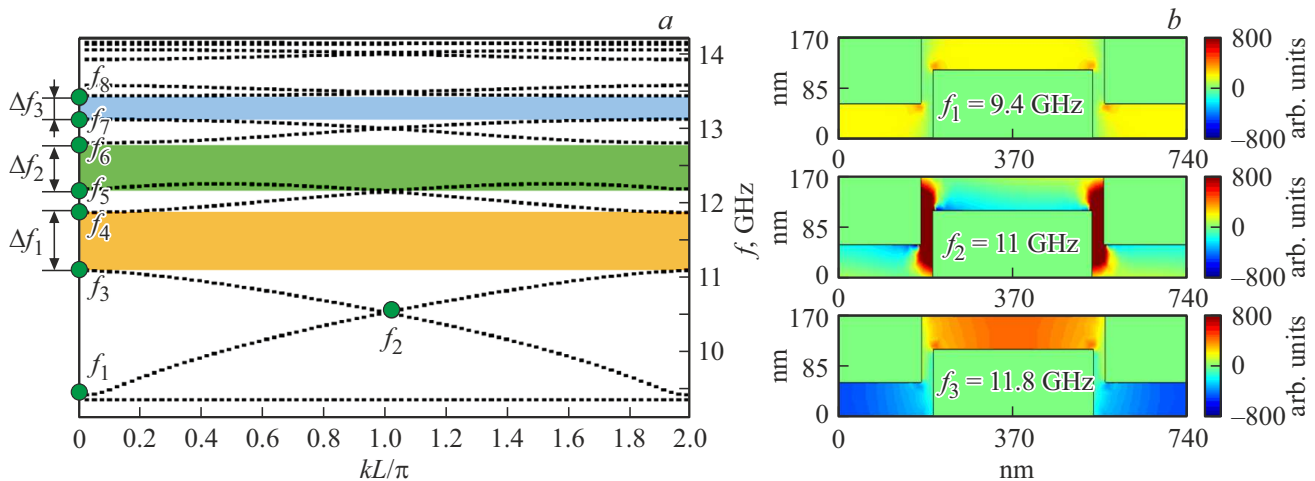 a
14
13
12
11
10
f, GHz
f8
Δf3
f7
f6
Δf2
f5
f4
Δf1
f3
f2
f1
0 0.2 0.4 0.6 0.8 1.0 1.2 1.4 1.6 1.8 2.0
kL/π
b
170
85
0
nm
f1 = 9.4 GHz
0 370 740
800
0
–800
arb. units
170
85
0
nm
f2 = 11 GHz
0 370 740
800
0
–800
arb. units
170
85
0
nm
f3 = 11.8 GHz
0 370 740
nm
800
0
–800
arb. units